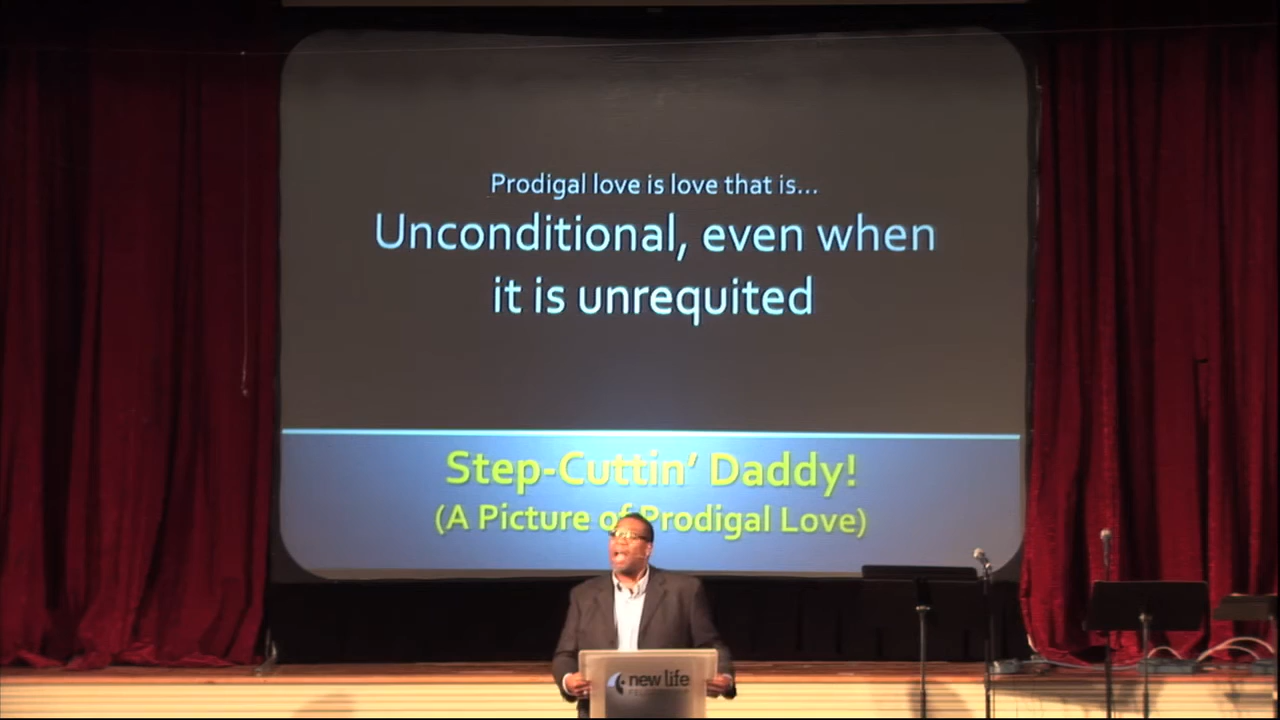 Prodigal love is love that is...
Unconditional, even when
it is unrequited
Step-Cuttin' Daddy!
(A Picture of Prodigal Love)
new life